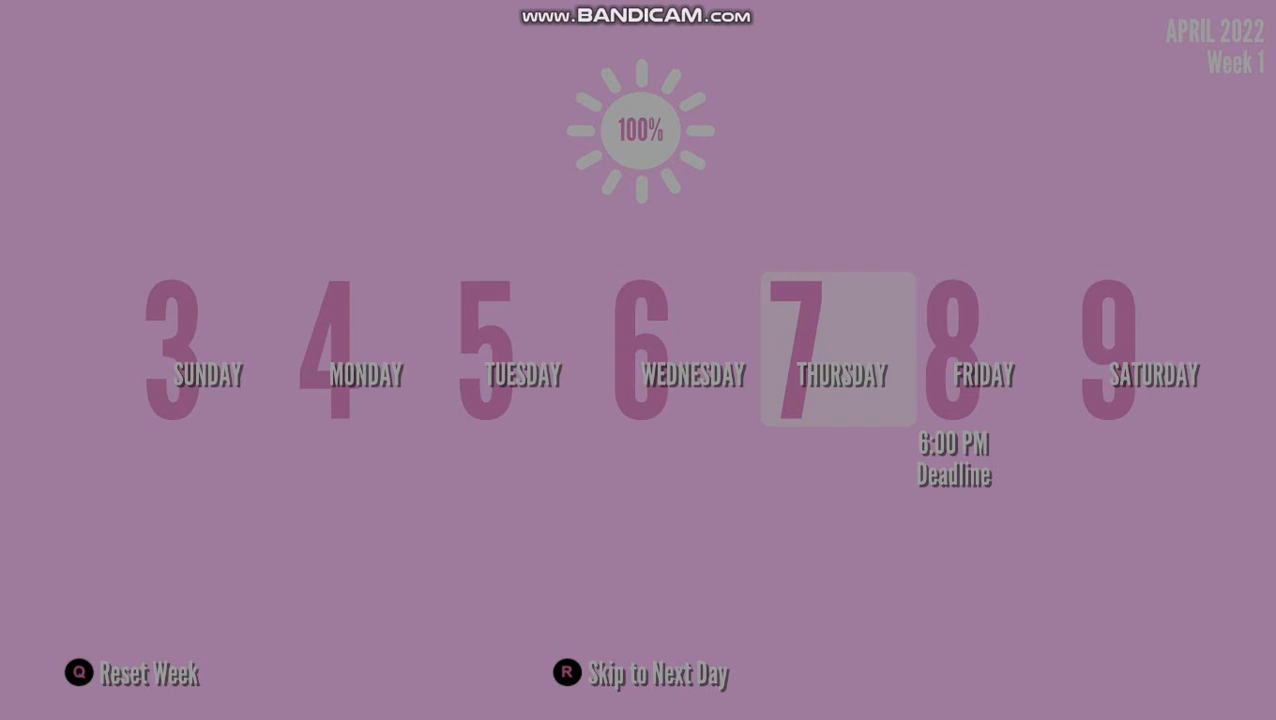 www.BANDICAM.com
APRIL 2022
Week 1
100%
3 SUNDAY
4 MONDAY
5 TUESDAY
6 WEDNESDAY
7 THURSDAY
8 FRIDAY
9 SATURDAY
6:00 PM
Deadline
Q Reset Week
R Skip to Next Day